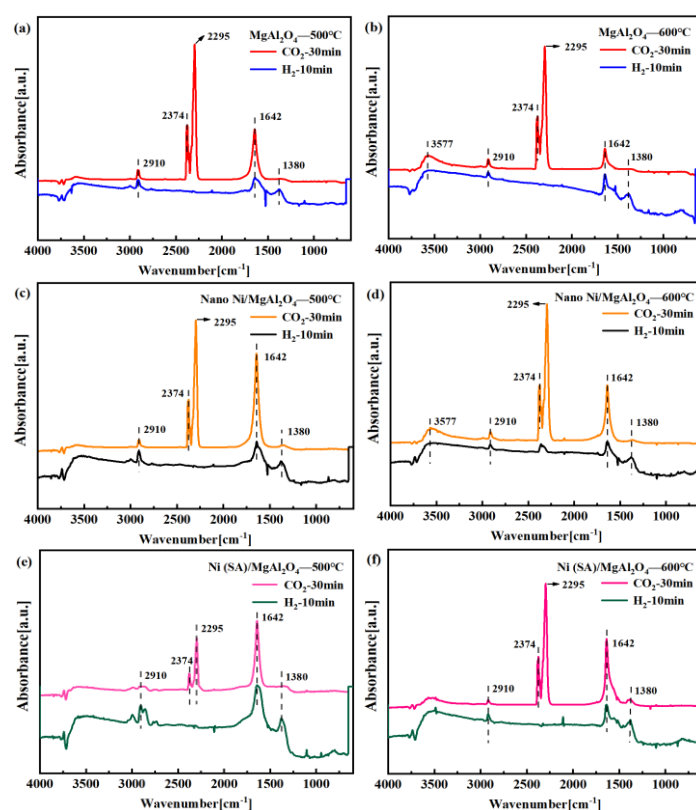 (a)
MgAl₂O₄—500℃
CO₂-30min
H₂-10min
2295
2374
1642
2910
1380
Absorbancc[a.u.]
4000 3500 3000 2500 2000 1500 1000
Wavenumber[cm⁻¹]
(b)
MgAl₂O₄—600℃
CO₂-30min
H₂-10min
2295
2374
3577
2910
1642
1380
Absorbancc[a.u.]
4000 3500 3000 2500 2000 1500 1000
Wavenumber[cm⁻¹]
(c)
Nano Ni/MgAl₂O₄—500℃
CO₂-30min
H₂-10min
2295
1642
2374
2910
1380
Absorbancc[a.u.]
4000 3500 3000 2500 2000 1500 1000
Wavenumber[cm⁻¹]
(d)
Nano Ni/MgAl₂O₄—600℃
CO₂-30min
H₂-10min
2295
2374
1642
3577
2910
1380
Absorbancc[a.u.]
4000 3500 3000 2500 2000 1500 1000
Wavenumber[cm⁻¹]
(e)
Ni (SA)/MgAl₂O₄—500℃
CO₂-30min
H₂-10min
1642
2295
2374
2910
1380
Absorbancc[a.u.]
4000 3500 3000 2500 2000 1500 1000
Wavenumber[cm⁻¹]
(f)
Ni (SA)/MgAl₂O₄—600℃
CO₂-30min
H₂-10min
2295
2374
1642
2910
1380
Absorbancc[a.u.]
4000 3500 3000 2500 2000 1500 1000
Wavenumber[cm⁻¹]